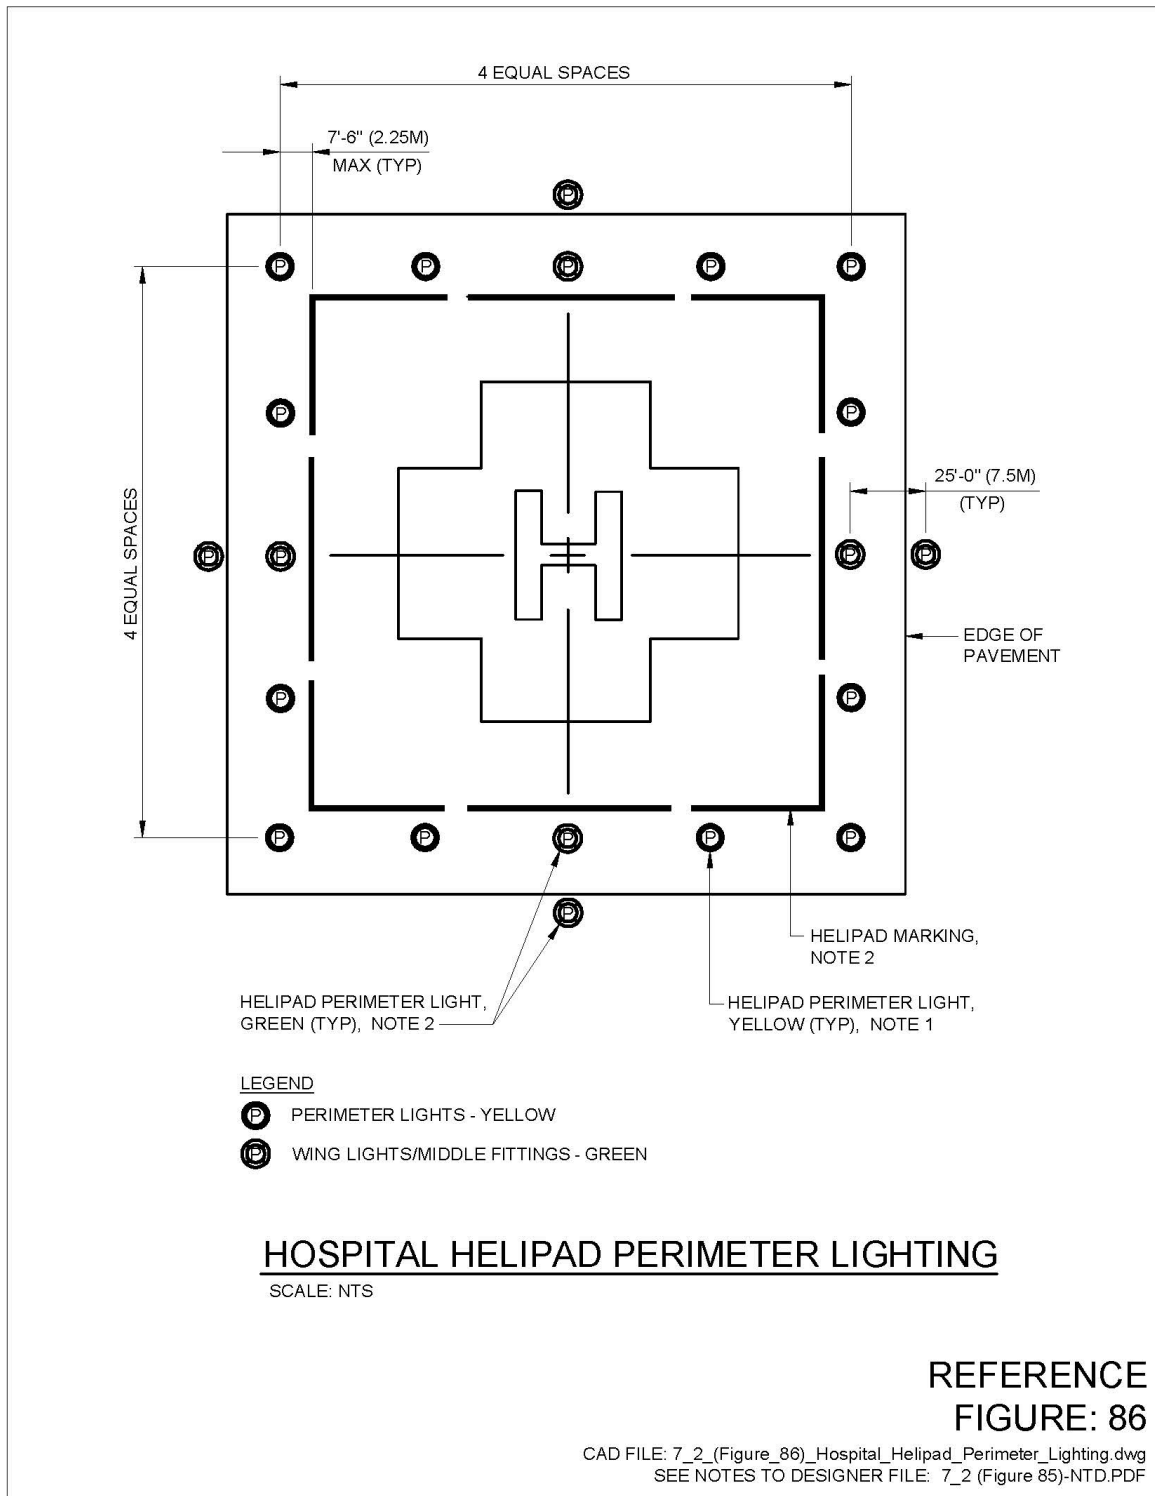 4 EQUAL SPACES
7'-6" (2.25M)
MAX (TYP)
P
P
P
P
P
P
P
P
4 EQUAL SPACES
25'-0" (7.5M)
(TYP)
P
P
H
P
P
EDGE OF
PAVEMENT
P
P
P
P
P
P
P
P
HELIPAD MARKING,
NOTE 2
HELIPAD PERIMETER LIGHT,
GREEN (TYP),  NOTE 2
HELIPAD PERIMETER LIGHT,
YELLOW (TYP),  NOTE 1
LEGEND
P PERIMETER LIGHTS - YELLOW
P WING LIGHTS/MIDDLE FITTINGS - GREEN
HOSPITAL HELIPAD PERIMETER LIGHTING
SCALE: NTS
REFERENCE
FIGURE: 86
CAD FILE: 7_2_(Figure_86)_Hospital_Helipad_Perimeter_Lighting.dwg
SEE NOTES TO DESIGNER FILE:  7_2 (Figure 85)-NTD.PDF